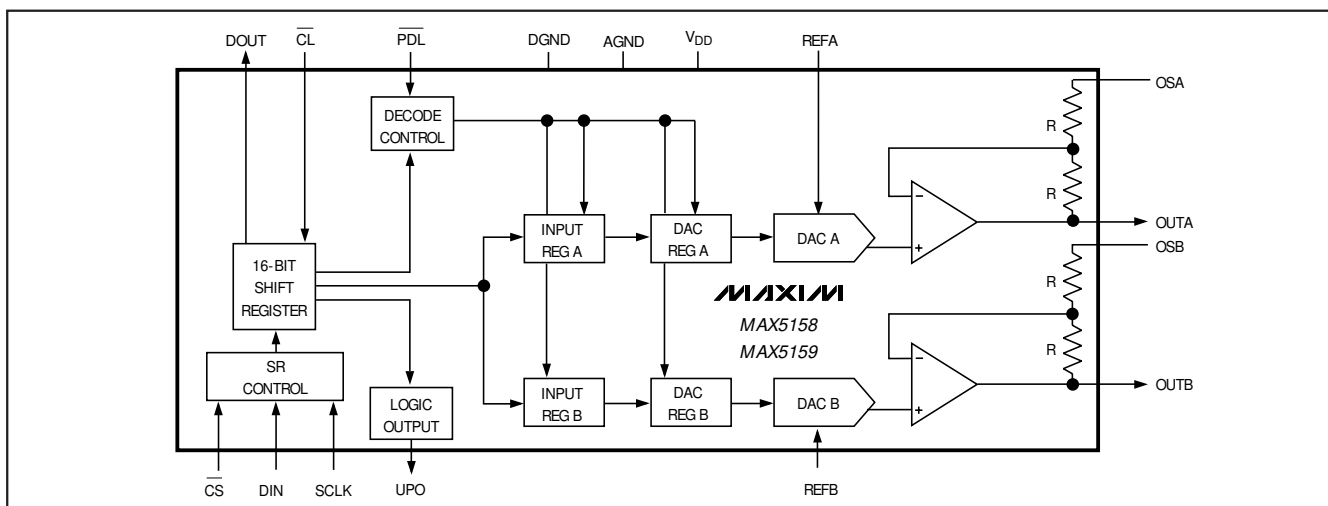 DOUT
CL
PDL
DGND
AGND
VDD
REFA
OSA
DECODE
CONTROL
R
R
INPUT
REG A
DAC
REG A
DAC A
−
+
OUTA
OSB
16-BIT
SHIFT
REGISTER
MAXIM
MAX5158
MAX5159
R
R
SR
CONTROL
LOGIC
OUTPUT
INPUT
REG B
DAC
REG B
DAC B
−
+
OUTB
CS
DIN
SCLK
UPO
REFB